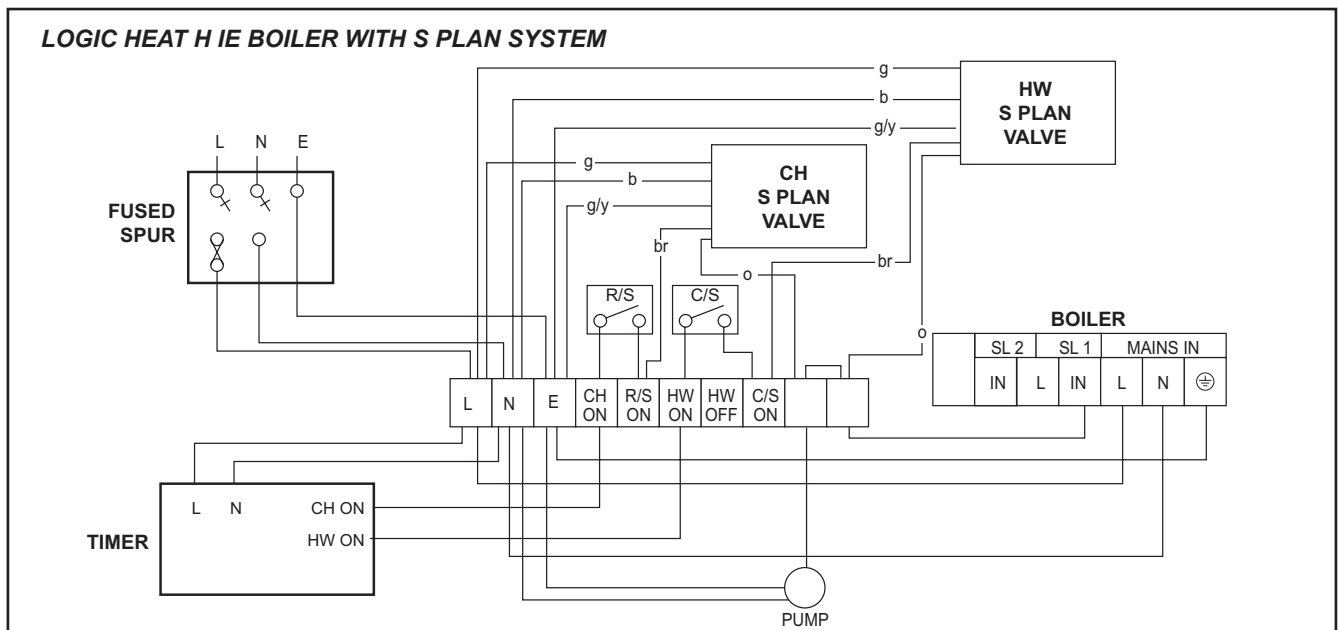 LOGIC HEAT H IE BOILER WITH S PLAN SYSTEM
g
b
g/y
HW
S PLAN
VALVE
L N E
FUSED
SPUR
g
b
g/y
br
o
CH
S PLAN
VALVE
br
o
R/S
C/S
BOILER
SL 2 SL 1 MAINS IN
IN L IN L N
L N E CH ON R/S ON HW ON HW OFF C/S ON
TIMER
L N CH ON
HW ON
PUMP